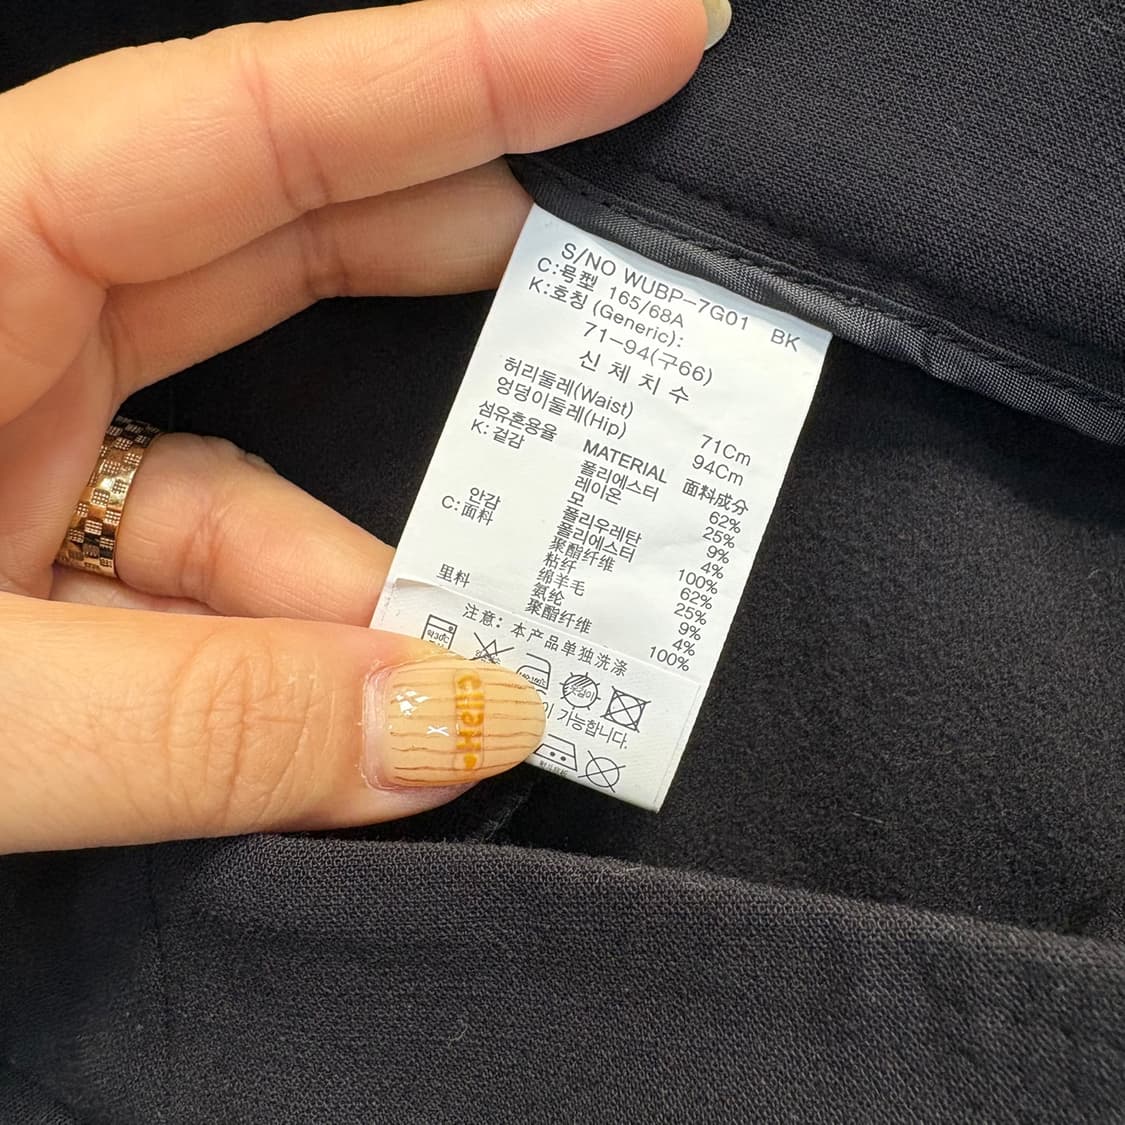 S/NO WUBP-7G01 BK
C:号型 165/68A
K:호칭 (Generic):
71-94(구66)
신체치수
허리둘레(Waist) 71Cm
엉덩이둘레(Hip) 94Cm
섬유혼용율 MATERIAL 面料成分
K:겉감 폴리에스터 62%
레이온 25%
모 9%
폴리우레탄 4%
안감 폴리에스터 100%
C:面料 聚酯纤维 62%
粘纤 25%
绵羊毛 9%
氨纶 4%
里料 聚酯纤维 100%
注意: 本产品单独洗涤
약30℃
가능합니다.